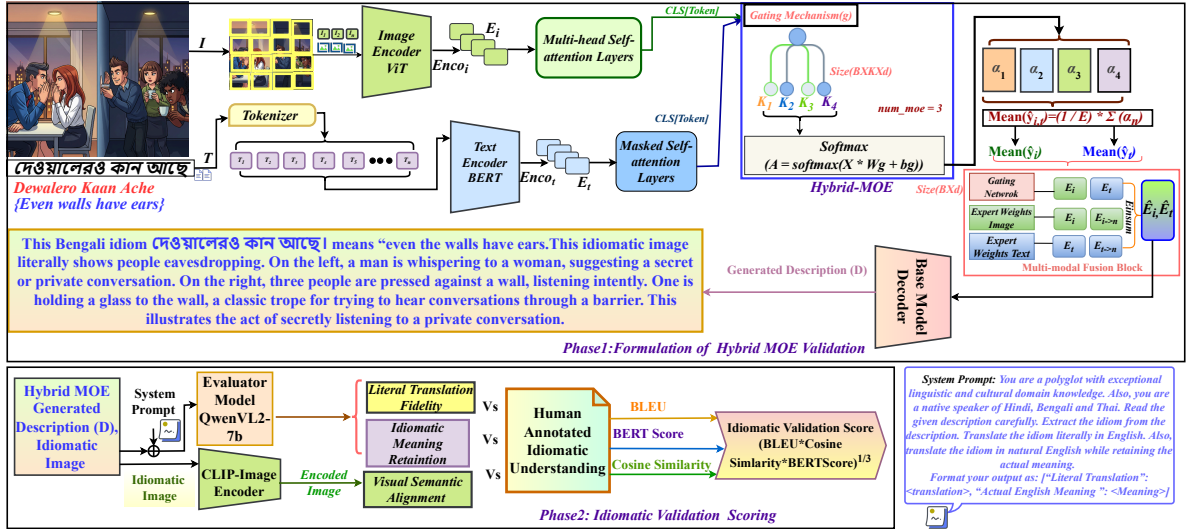 I
Image
Encoder
ViT
Enco_i
E_i
Multi-head Self-
attention Layers
CLS[Token]
Gating Mechanism(g)
Size(BXKXd)
K_1 K_2 K_3 K_4
num_moe = 3
Softmax
(A = softmax(X * Wg + bg))
Hybrid-MOE
Size(BXd)
α_1 α_2 α_3 α_4
Mean(ŷ_i,t)=(1 / E) * Σ (α_n)
Mean(ŷ_i) Mean(ŷ_t)
Gating
Netwrok
E_i E_t
Expert Weights
Image
E_i E_i->n
Expert
Weights Text
E_t E_t->n
Einsum
Ê_i,Ê_t
Multi-modal Fusion Block
T
Tokenizer
T_1 T_2 T_s T_4 T_5 T_n
Text
Encoder
BERT
Enco_t
E_t
Masked Self-
attention
Layers
CLS[Token]
দেওয়ালেরও কান আছে
Dewalero Kaan Ache
{Even walls have ears}
This Bengali idiom দেওয়ালেরও কান আছে। means “even the walls have ears.This idiomatic image
literally shows people eavesdropping. On the left, a man is whispering to a woman, suggesting a secret
or private conversation. On the right, three people are pressed against a wall, listening intently. One is
holding a glass to the wall, a classic trope for trying to hear conversations through a barrier. This
illustrates the act of secretly listening to a private conversation.
Generated Description (D)
Base Model
Decoder
Phase1:Formulation of Hybrid MOE Validation
Hybrid MOE
Generated
Description (D),
Idiomatic
Image
System
Prompt
Idiomatic
Image
Evaluator
Model
QwenVL2-
7b
CLIP-Image
Encoder
Encoded
Image
Literal Translation
Fidelity
Idiomatic
Meaning
Retaintion
Visual Semantic
Alignment
Vs
Vs
Vs
Human
Annotated
Idiomatic
Understanding
BLEU
BERT Score
Cosine Similarity
Idiomatic Validation Score
(BLEU*Cosine
Simlarity*BERTScore)^1/3
Phase2: Idiomatic Validation Scoring
System Prompt: You are a polyglot with exceptional
linguistic and cultural domain knowledge. Also, you are
a native speaker of Hindi, Bengali and Thai. Read the
given description carefully. Extract the idiom from the
description. Translate the idiom literally in English. Also,
translate the idiom in natural English while retaining the
actual meaning.
Format your output as: [“Literal Translation”:
<translation>, “Actual English Meaning ”: <Meaning>]